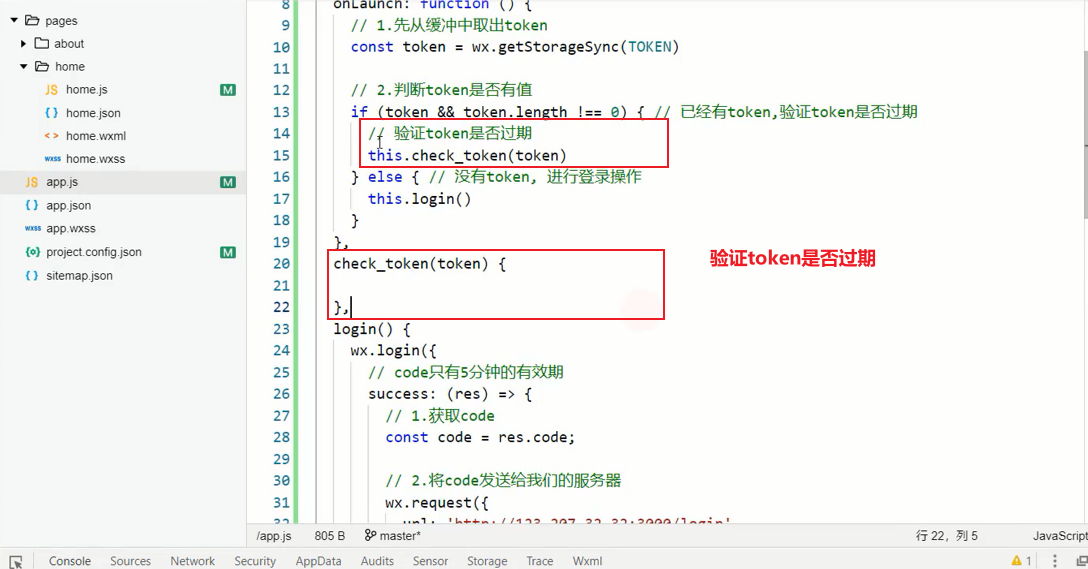 pages
about
home
home.js M
home.json
home.wxml
home.wxss
app.js M
app.json
app.wxss
project.config.json M
sitemap.json
8 onLaunch: function () {
9 // 1.先从缓冲中取出token
10 const token = wx.getStorageSync(TOKEN)
11
12 // 2.判断token是否有值
13 if (token && token.length !== 0) { // 已经有token,验证token是否过期
14 // 验证token是否过期
15 this.check_token(token)
16 } else { // 没有token, 进行登录操作
17 this.login()
18 }
19 },
20 check_token(token) {
21
22 },
验证token是否过期
23 login() {
24 wx.login({
25 // code只有5分钟的有效期
26 success: (res) => {
27 // 1.获取code
28 const code = res.code;
29
30 // 2.将code发送给我们的服务器
31 wx.request({
32 url: 'http://123.207.32.32:3000/login'
/app.js 805 B master* 行 22，列 5 JavaScript
Console Sources Network Security AppData Audits Sensor Storage Trace Wxml 1